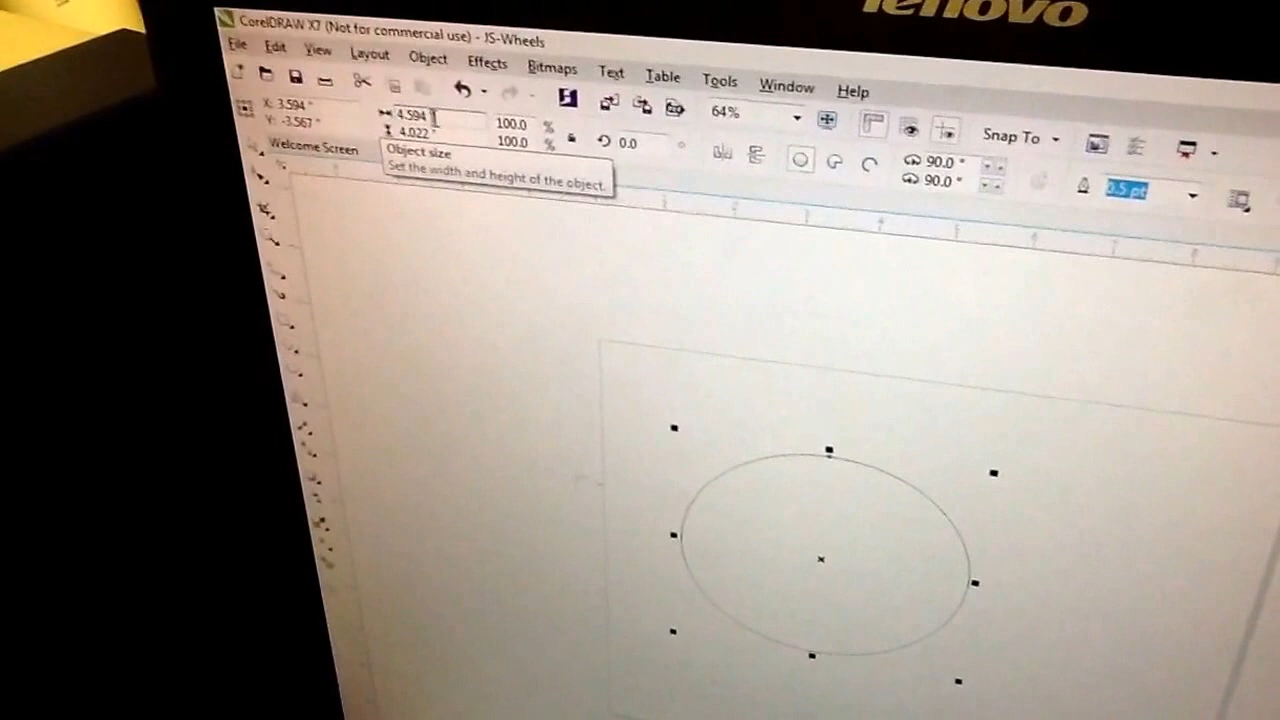 lenovo
CorelDRAW X7 (Not for commercial use) - JS-Wheels
File Edit View Layout Object Effects Bitmaps Text Table Tools Window Help
64% Snap To
X: 3.594 " 4.594 " 100.0 %
Y: -3.567 " 4.022 " 100.0 % 0.0 ° 90.0 ° 90.0 ° 0.5 pt
Welcome Screen
Object size
Set the width and height of the object.